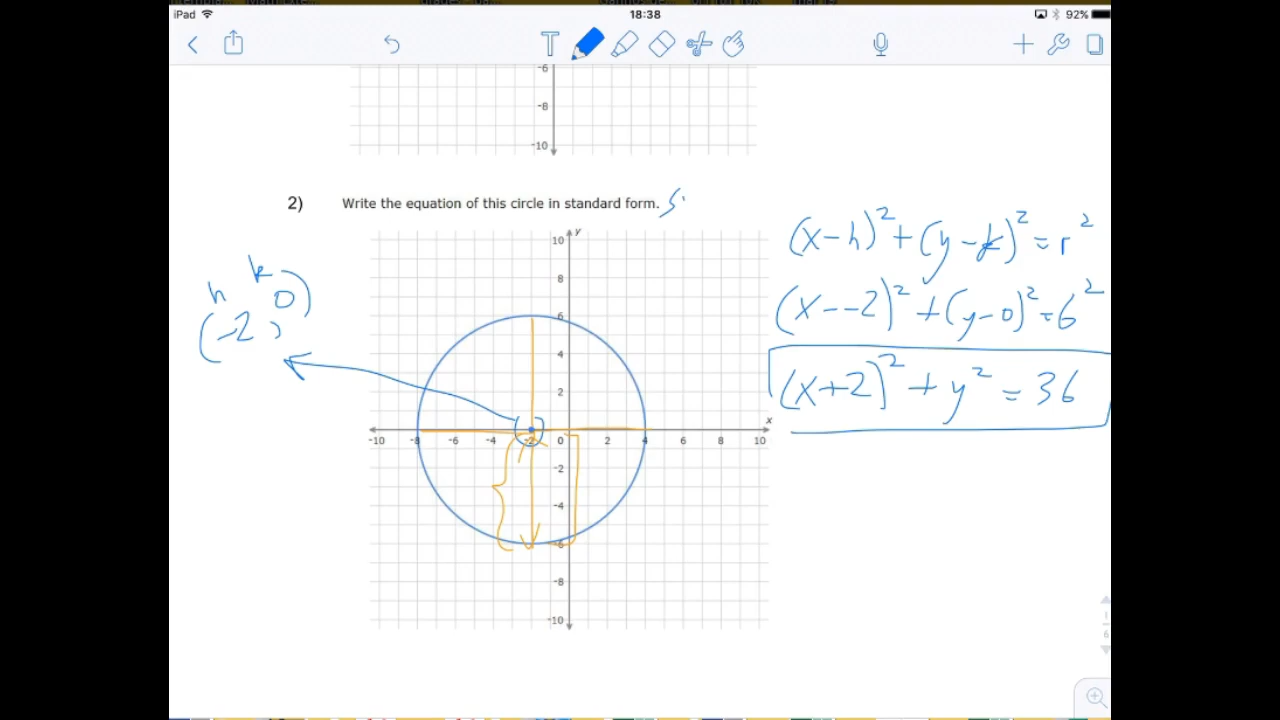 iPad 18:38 92%
T
-6
-8
-10
2) Write the equation of this circle in standard form.
(x-h)² + (y-k)² = r²
(x--2)² + (y-0)² = 6²
(x+2)² + y² = 36
h k
(-2, 0)
y
10
8
6
4
2
x
-10 -8 -6 -4 -2 0 2 4 6 8 10
-2
-4
-6
-8
-10
1
6